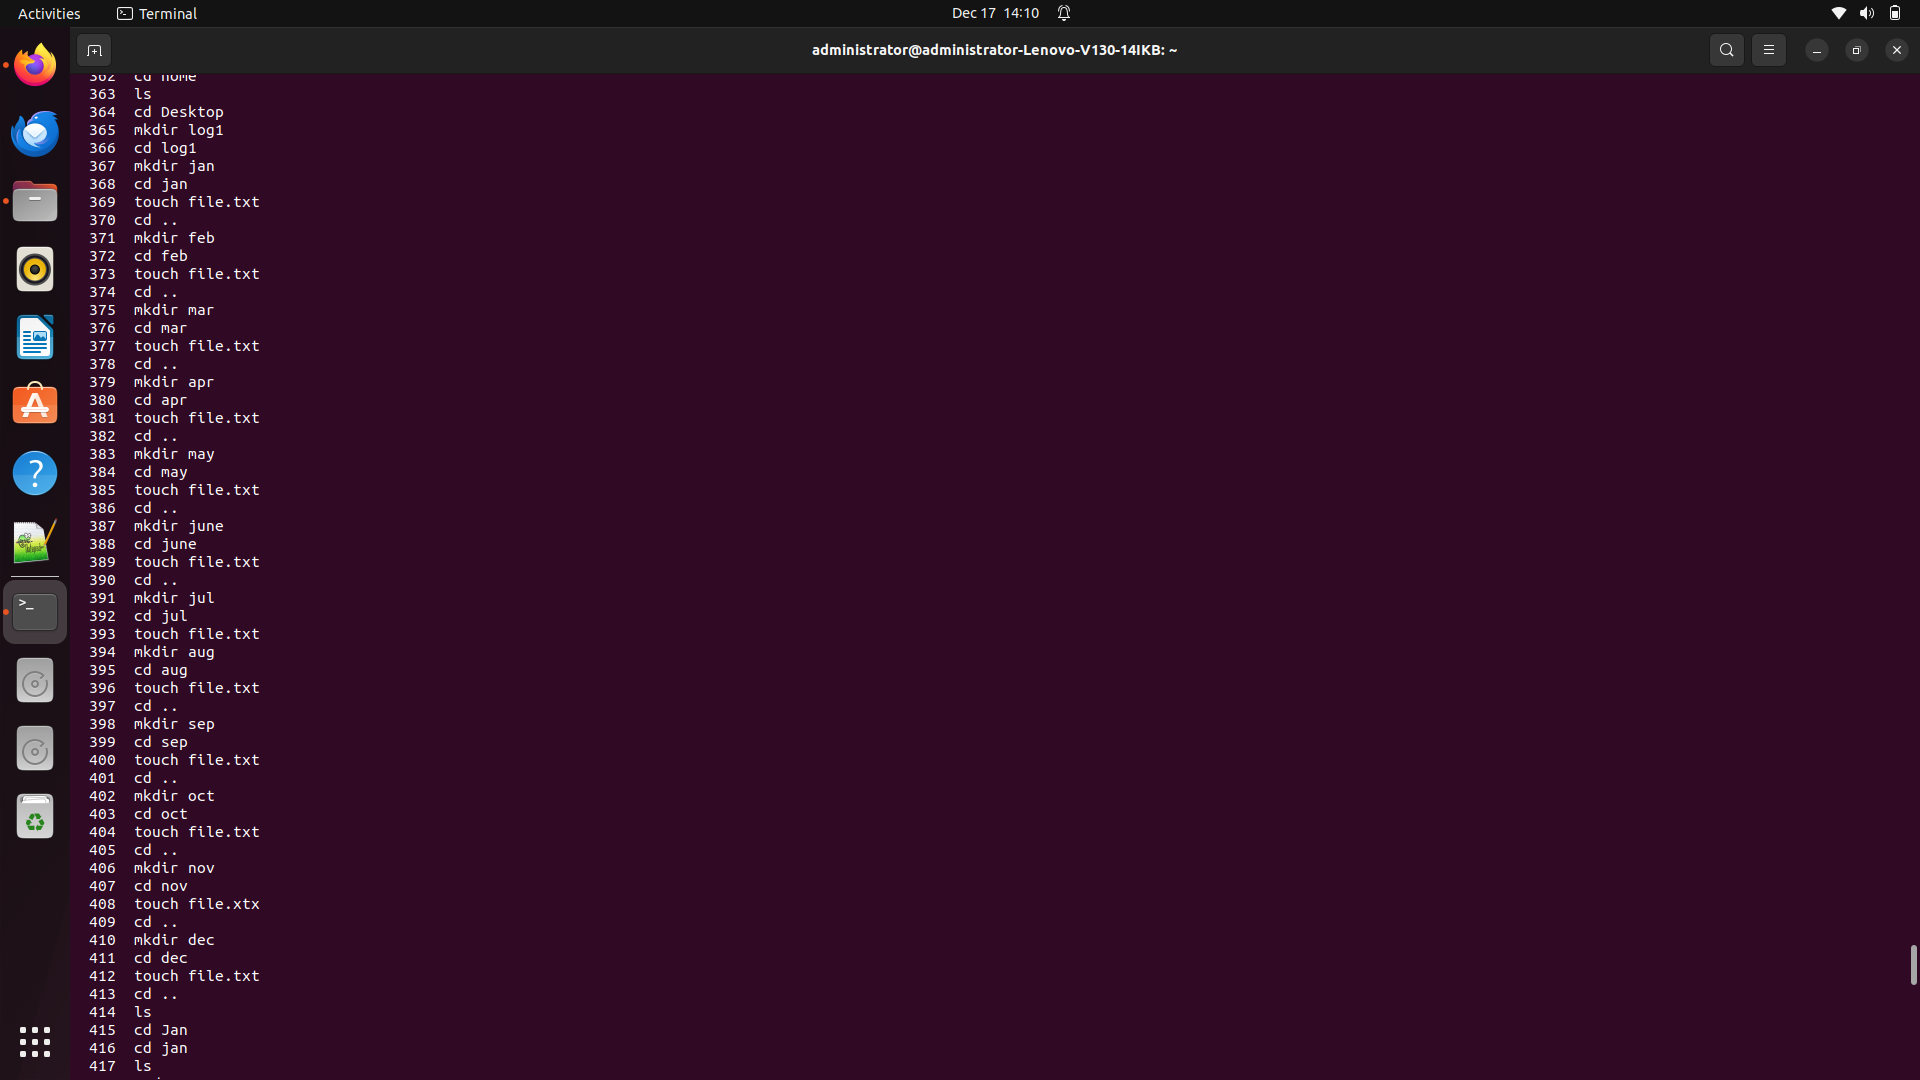 Activities
Terminal
Dec 17 14:10
administrator@administrator-Lenovo-V130-14IKB: ~
362 cd home
363 ls
364 cd Desktop
365 mkdir log1
366 cd log1
367 mkdir jan
368 cd jan
369 touch file.txt
370 cd ..
371 mkdir feb
372 cd feb
373 touch file.txt
374 cd ..
375 mkdir mar
376 cd mar
377 touch file.txt
378 cd ..
379 mkdir apr
380 cd apr
381 touch file.txt
382 cd ..
383 mkdir may
384 cd may
385 touch file.txt
386 cd ..
387 mkdir june
388 cd june
389 touch file.txt
390 cd ..
391 mkdir jul
392 cd jul
393 touch file.txt
394 mkdir aug
395 cd aug
396 touch file.txt
397 cd ..
398 mkdir sep
399 cd sep
400 touch file.txt
401 cd ..
402 mkdir oct
403 cd oct
404 touch file.txt
405 cd ..
406 mkdir nov
407 cd nov
408 touch file.xtx
409 cd ..
410 mkdir dec
411 cd dec
412 touch file.txt
413 cd ..
414 ls
415 cd Jan
416 cd jan
417 ls